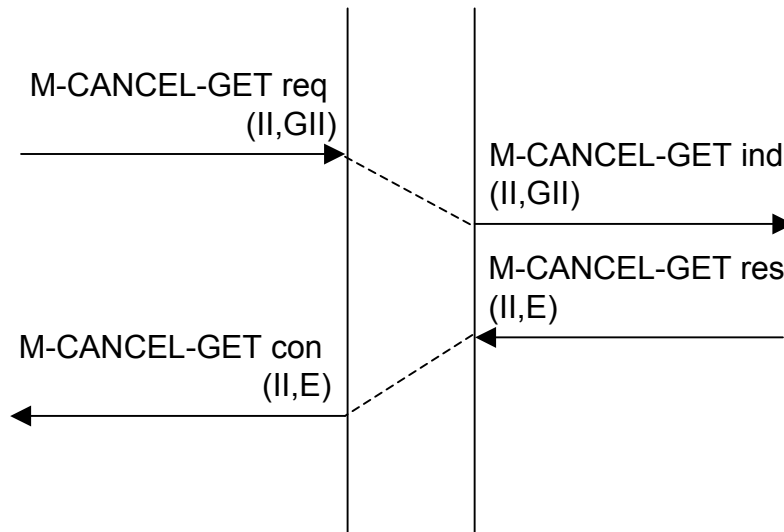 M-CANCEL-GET req
(II,GII)
M-CANCEL-GET ind
(II,GII)
M-CANCEL-GET res
(II,E)
M-CANCEL-GET con
(II,E)